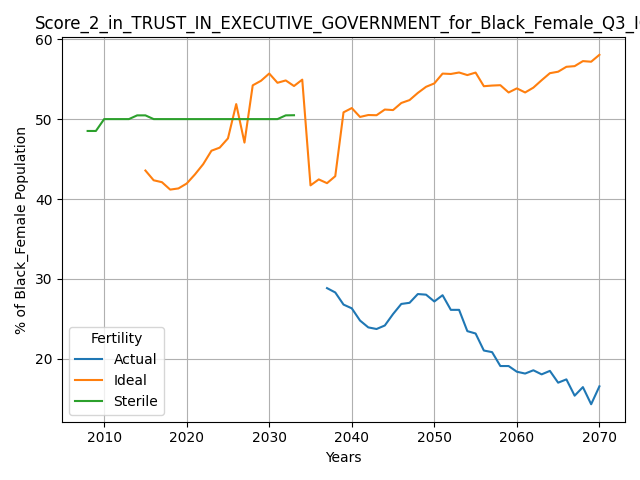 Score_2_in_TRUST_IN_EXECUTIVE_GOVERNMENT_for_Black_Female_Q3_I
60
50
40
30
20
% of Black_Female Population
Fertility
Actual
Ideal
Sterile
2010 2020 2030 2040 2050 2060 2070
Years